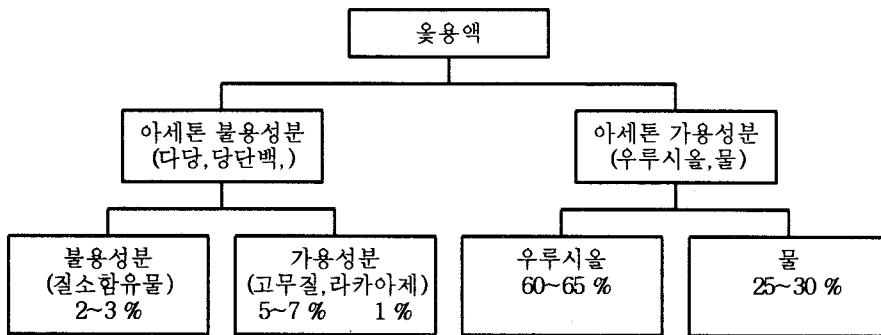 옻용액
아세톤 불용성분
(다당,당단백,)
아세톤 가용성분
(우루시올,물)
불용성분
(질소함유물)
2~3 %
가용성분
(고무질,라카아제)
5~7 % 1 %
우루시올
60~65 %
물
25~30 %